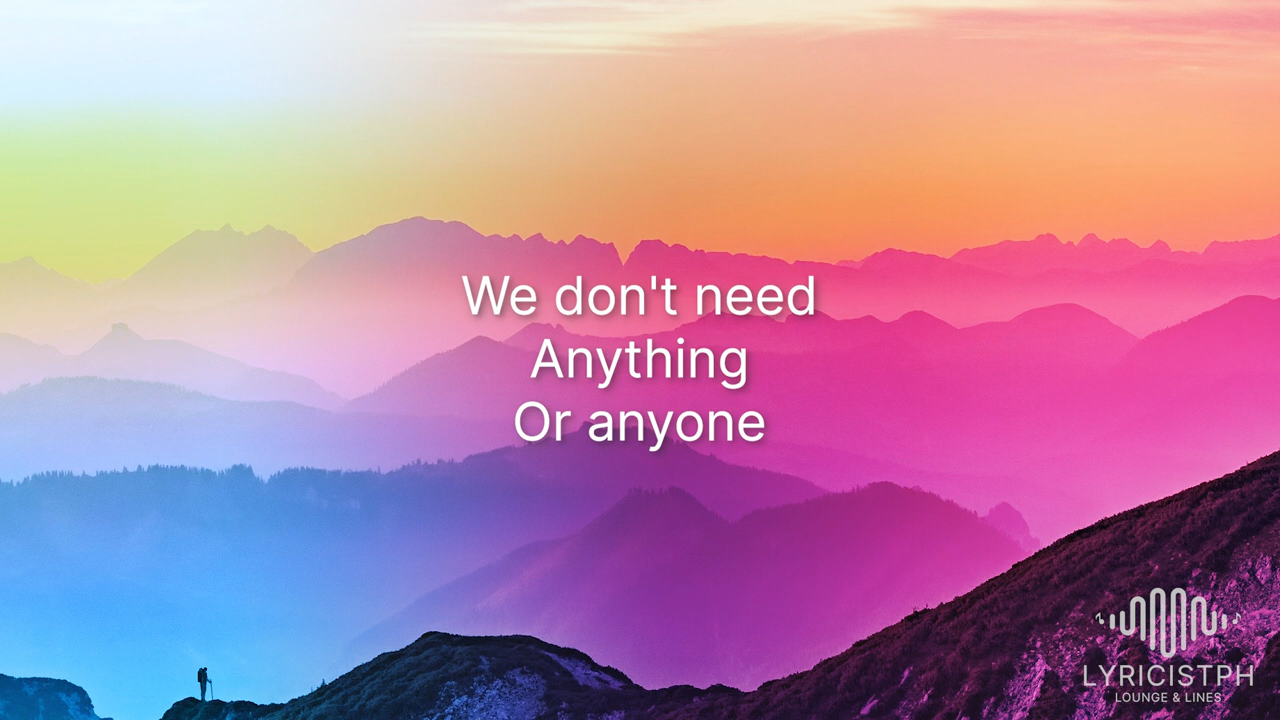 We don't need
Anything
Or anyone
LYRICISTPH
LOUNGE & LINES